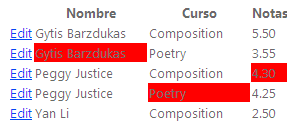 Nombre Curso Notas
Edit Gytis Barzdukas Composition 5.50
Edit Gytis Barzdukas Poetry 3.55
Edit Peggy Justice Composition 4.30
Edit Peggy Justice Poetry 4.25
Edit Yan Li Composition 2.50